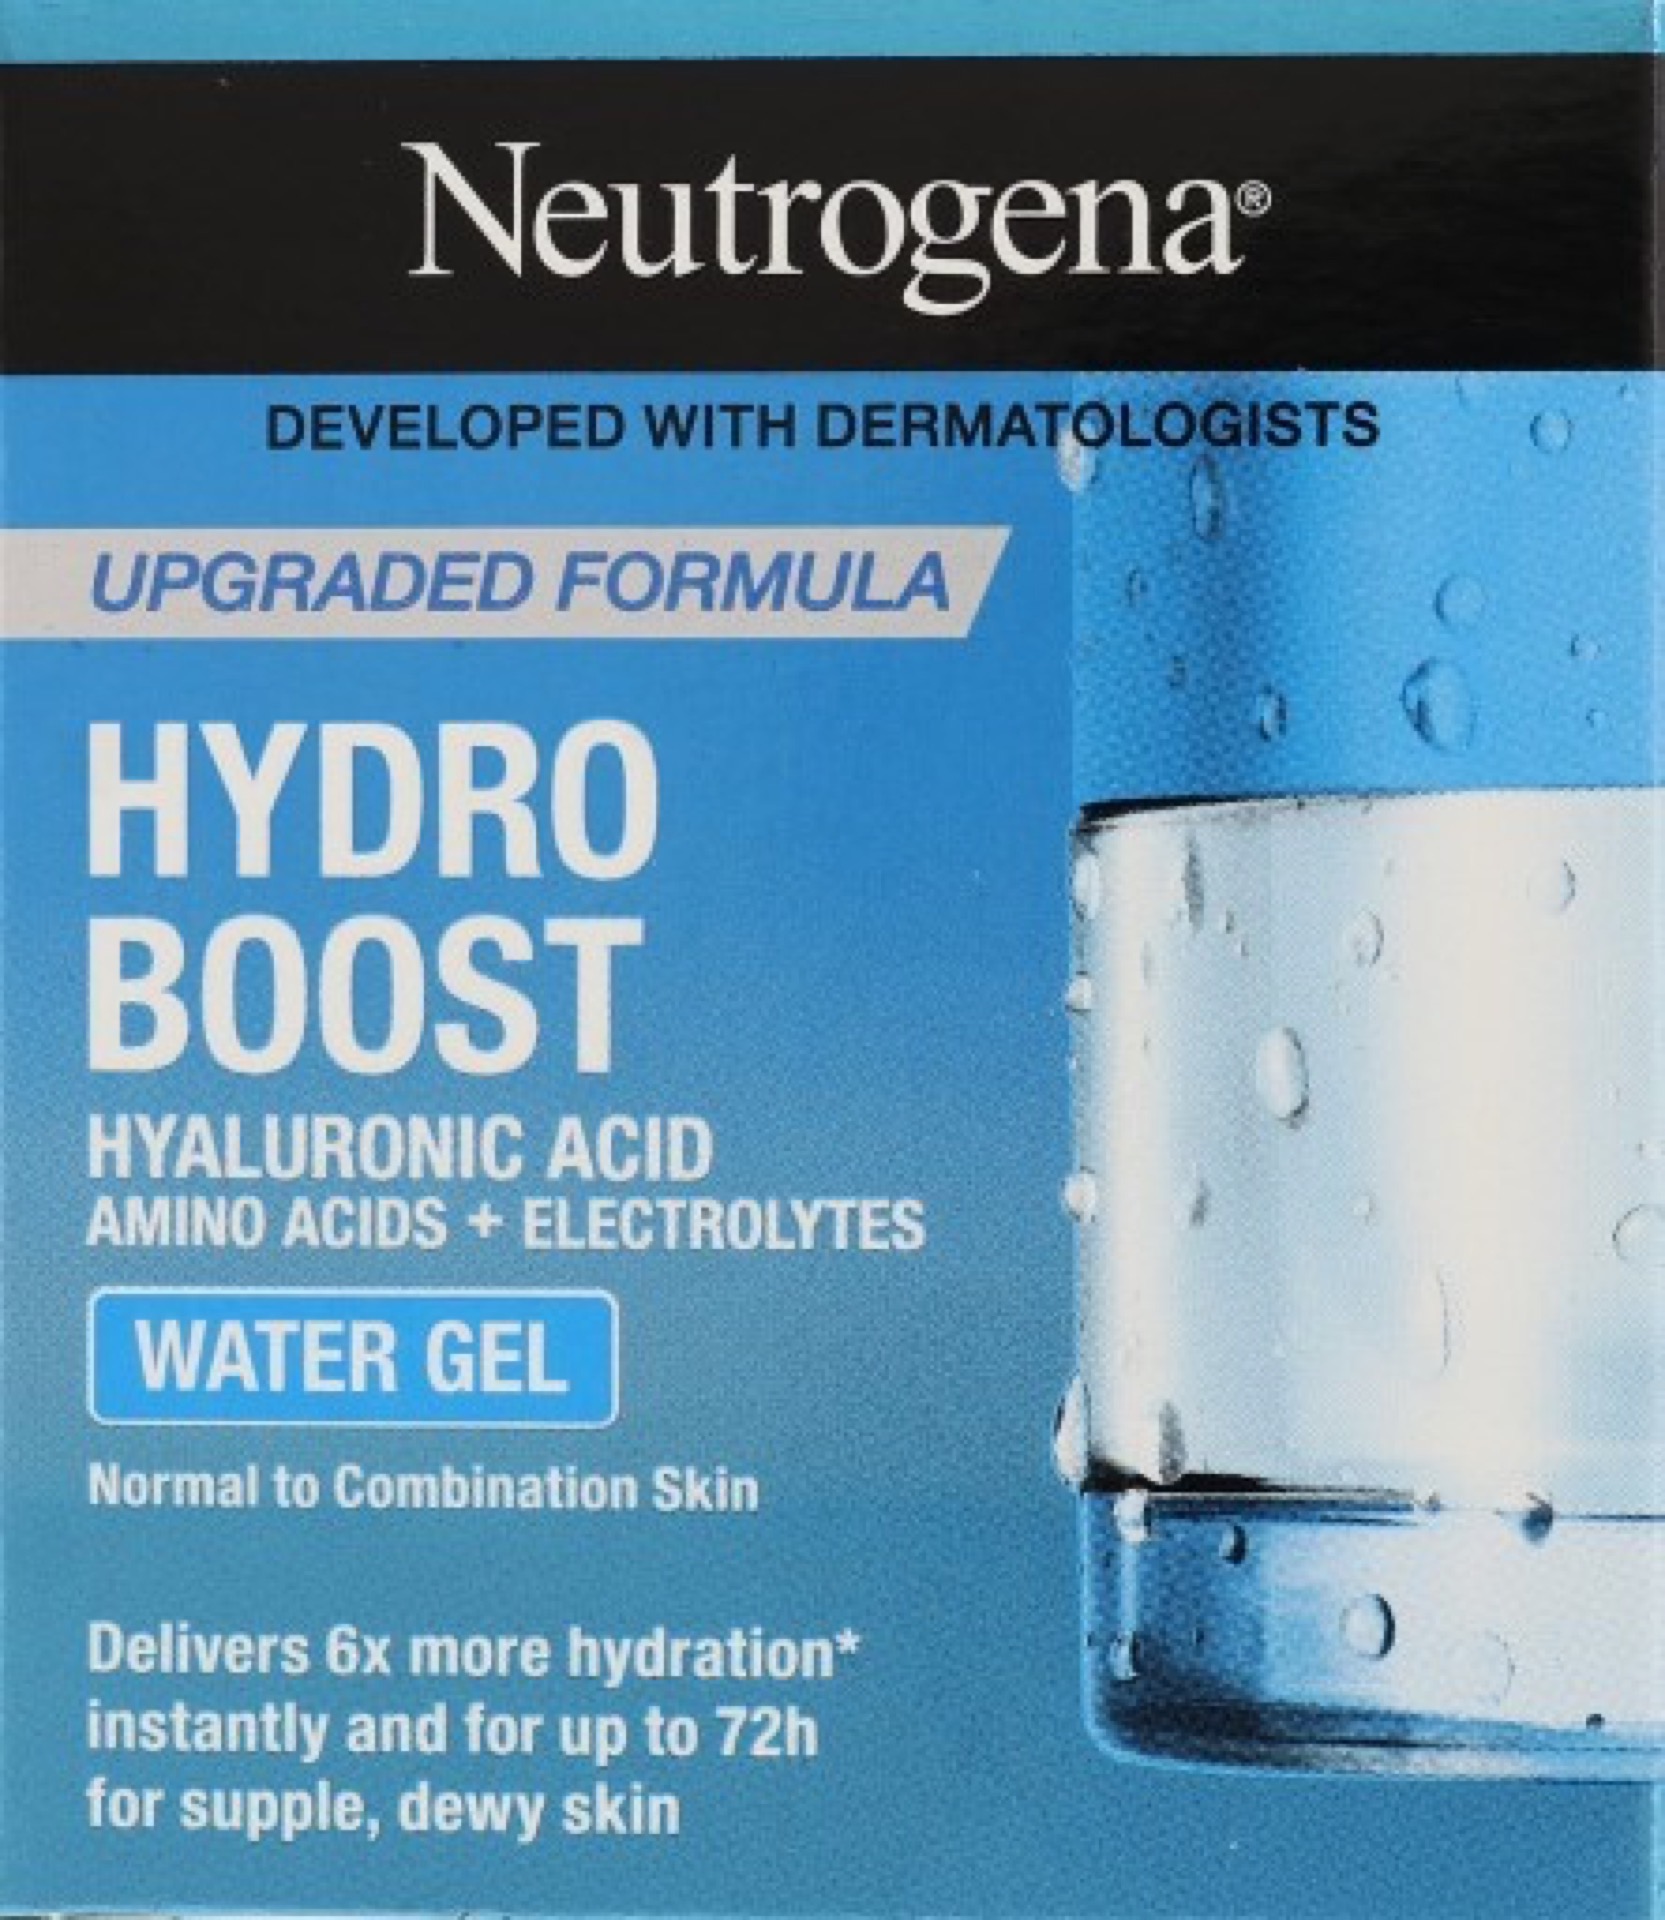 Neutrogena®
DEVELOPED WITH DERMATOLOGISTS
UPGRADED FORMULA
HYDRO
BOOST
HYALURONIC ACID
AMINO ACIDS + ELECTROLYTES
WATER GEL
Normal to Combination Skin
Delivers 6x more hydration*
instantly and for up to 72h
for supple, dewy skin